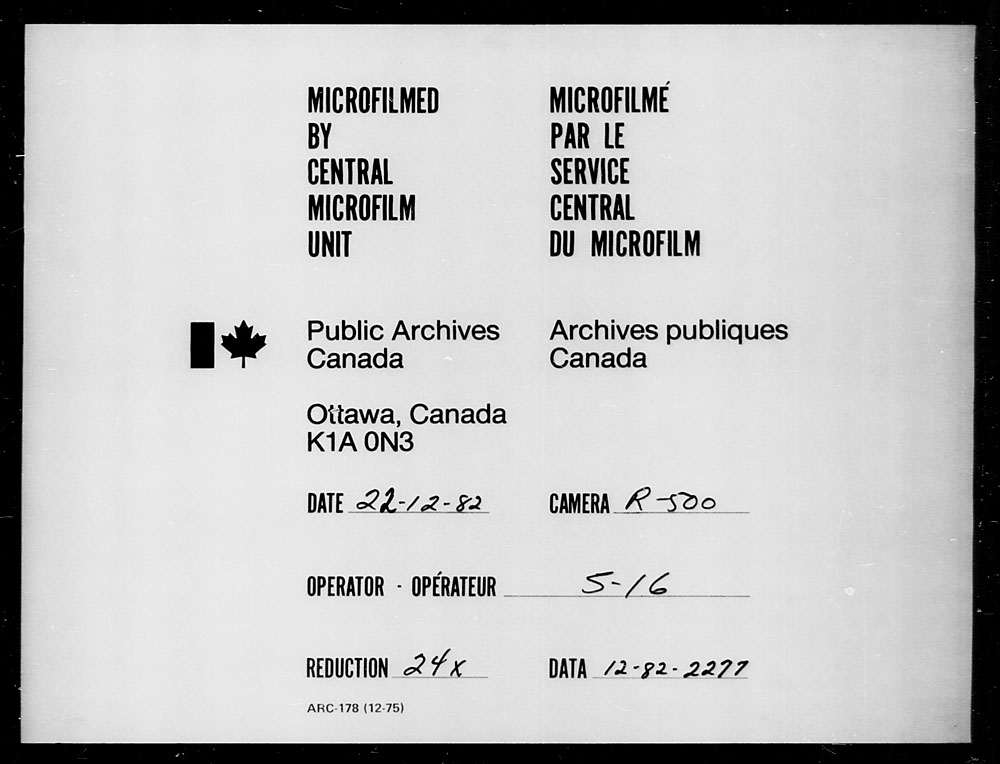 MICROFILMED
BY
CENTRAL
MICROFILM
UNIT
MICROFILMÉ
PAR LE
SERVICE
CENTRAL
DU MICROFILM
Public Archives
Canada
Archives publiques
Canada
Ottawa, Canada
K1A 0N3
DATE 22-12-82
CAMERA R-500
OPERATOR - OPÉRATEUR S-16
REDUCTION 24x
DATA 12-82-2277
ARC-178 (12-75)